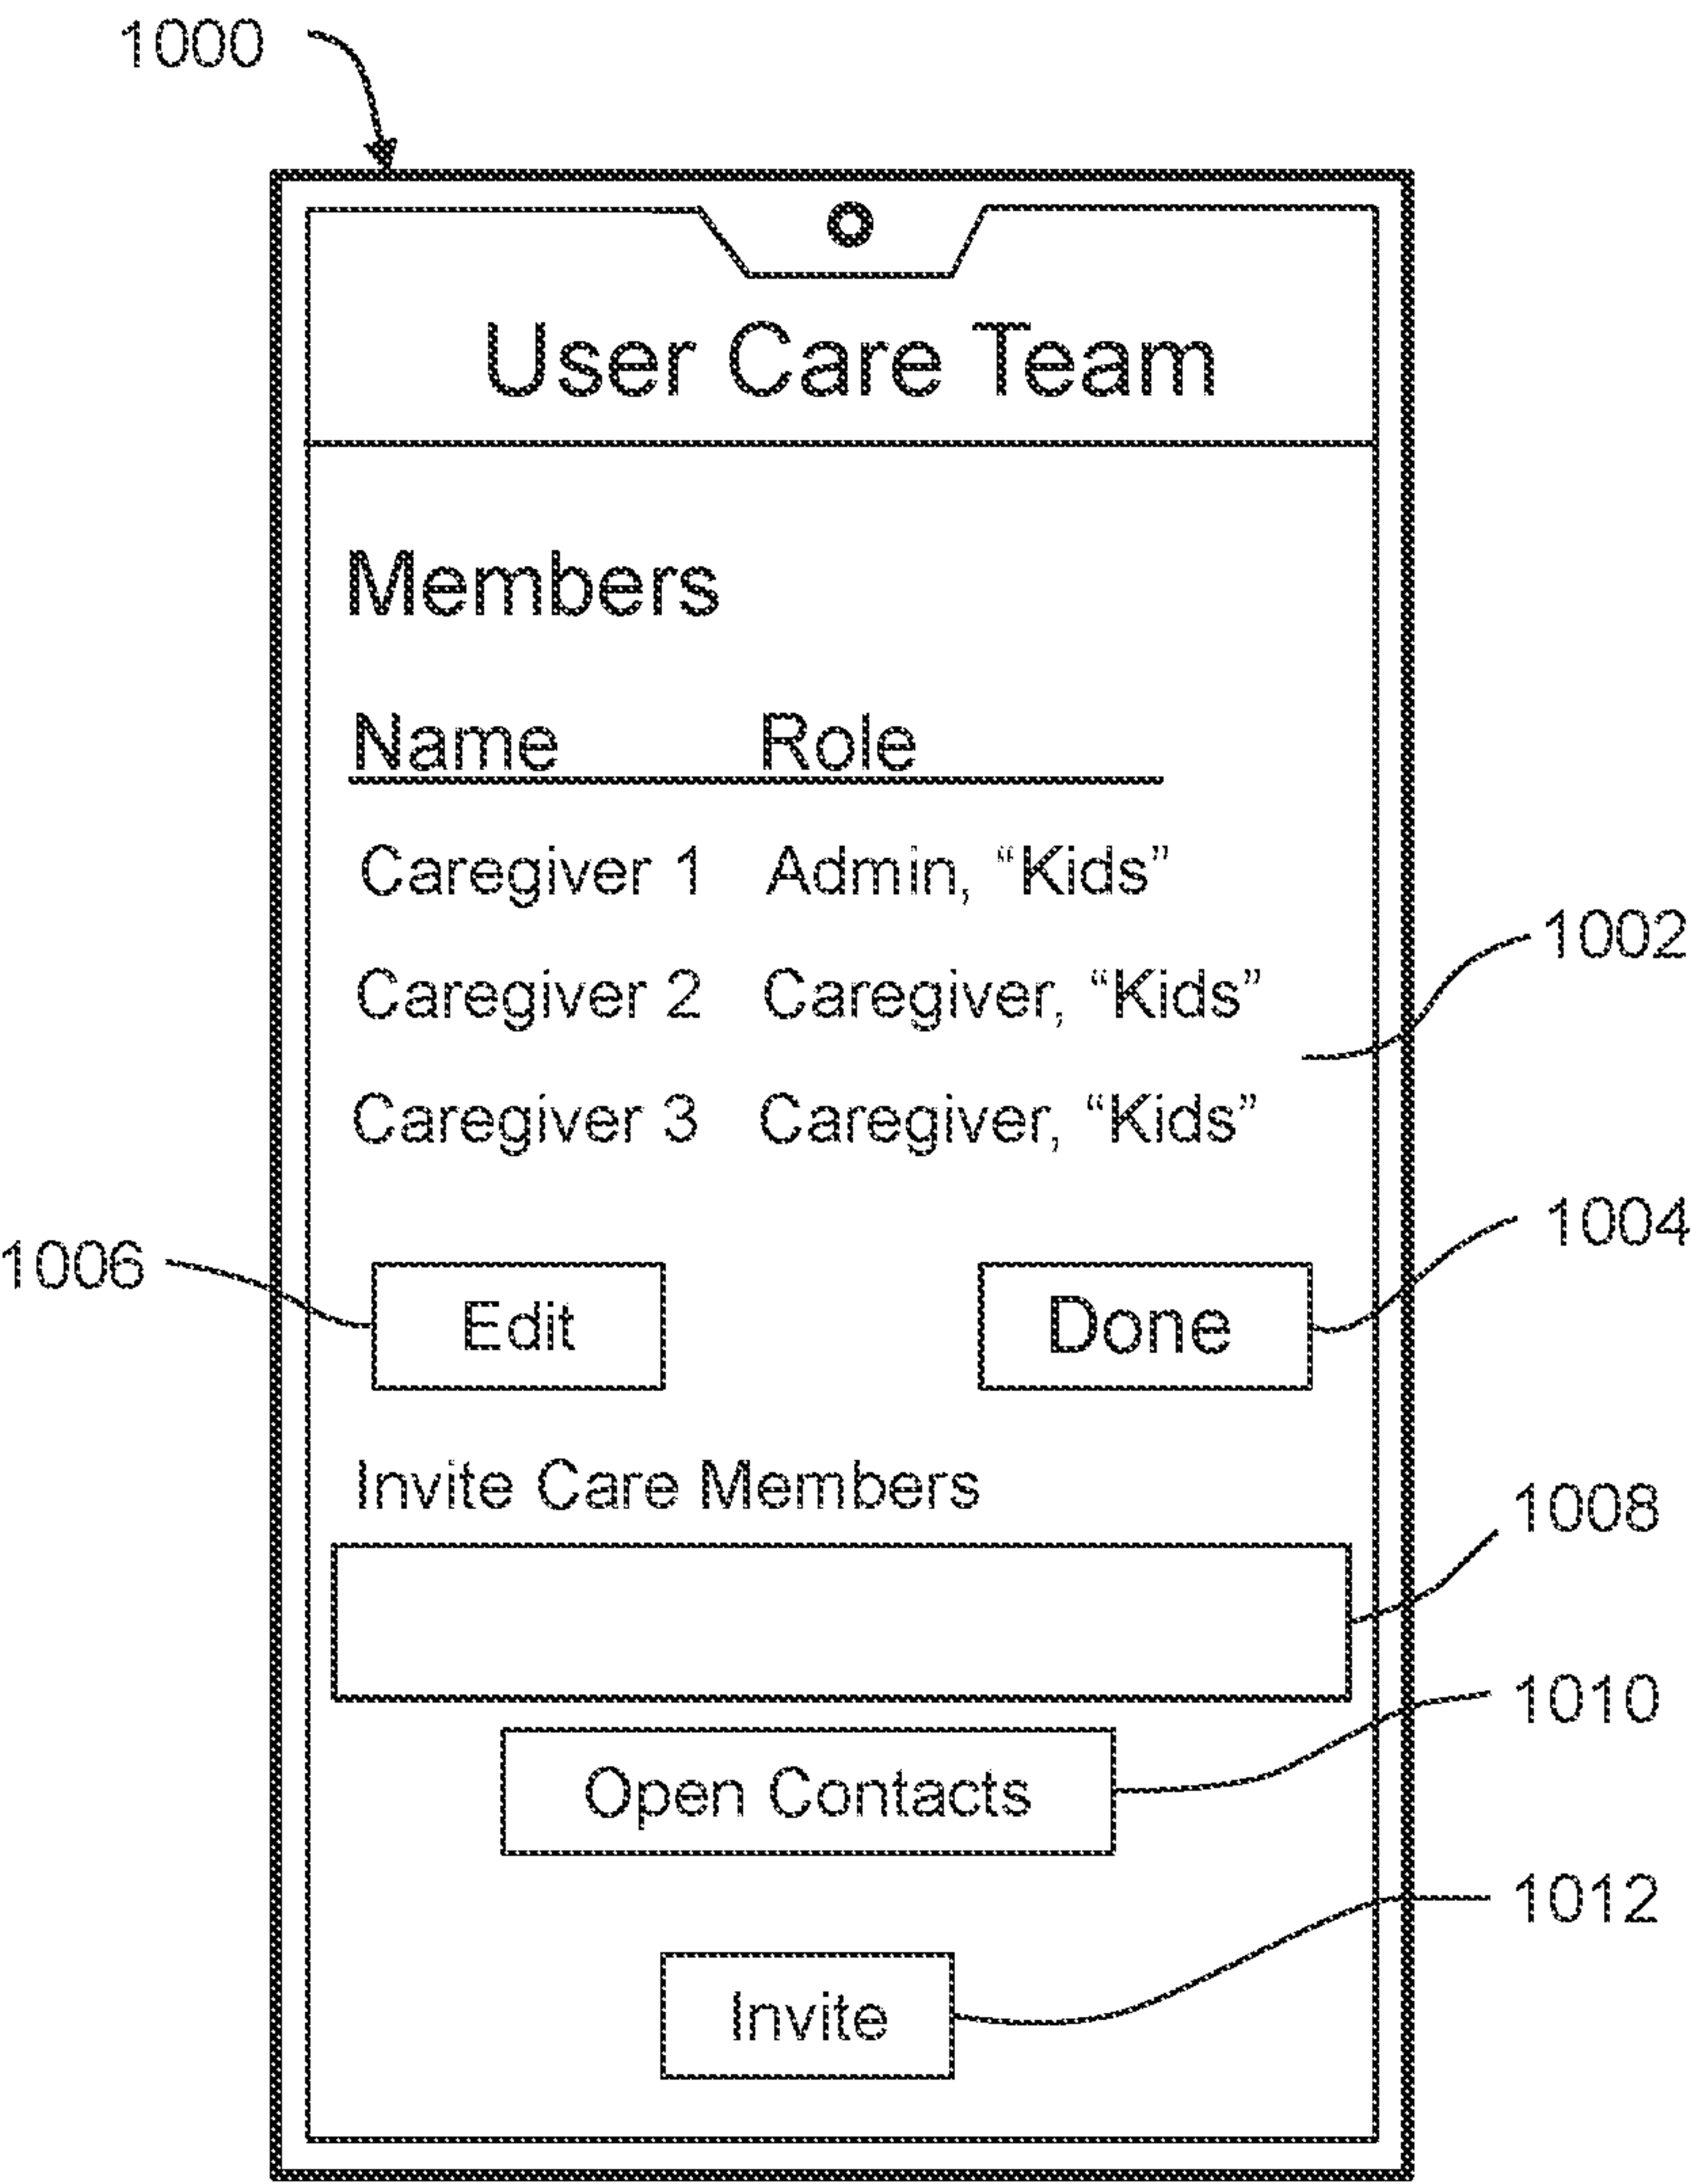 1000
User Care Team
Members
Name Role
Caregiver 1 Admin, “Kids”
1002
Caregiver 2 Caregiver, “Kids”
Caregiver 3 Caregiver, “Kids”
1004
1006
Edit Done
Invite Care Members
1008
1010
Open Contacts
1012
Invite